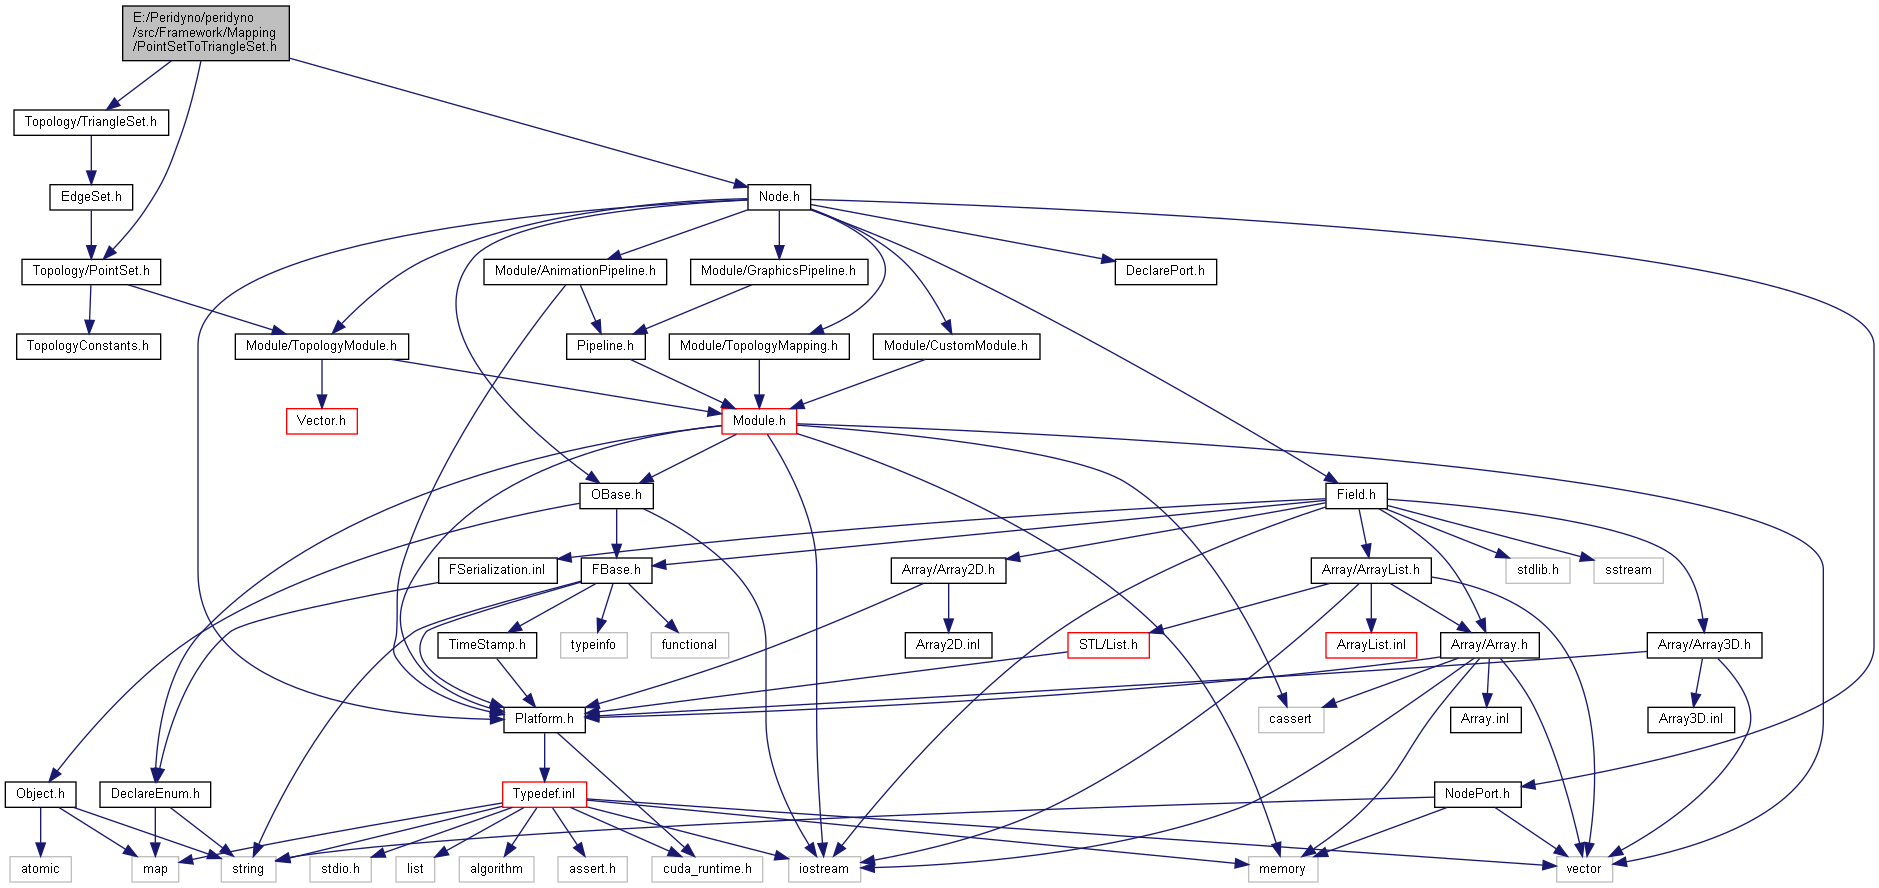 E:/Peridyno/peridyno
/src/Framework/Mapping
/PointSetToTriangleSet.h
Topology/TriangleSet.h
EdgeSet.h
Node.h
Topology/PointSet.h
Module/AnimationPipeline.h
Module/GraphicsPipeline.h
DeclarePort.h
TopologyConstants.h
Module/TopologyModule.h
Pipeline.h
Module/TopologyMapping.h
Module/CustomModule.h
Vector.h
Module.h
OBase.h
Field.h
FSerialization.inl
FBase.h
Array/Array2D.h
Array/ArrayList.h
stdlib.h
sstream
TimeStamp.h
typeinfo
functional
Array2D.inl
STL/List.h
ArrayList.inl
Array/Array.h
Array/Array3D.h
Platform.h
cassert
Array.inl
Array3D.inl
Object.h
DeclareEnum.h
Typedef.inl
NodePort.h
atomic
map
string
stdio.h
list
algorithm
assert.h
cuda_runtime.h
iostream
memory
vector